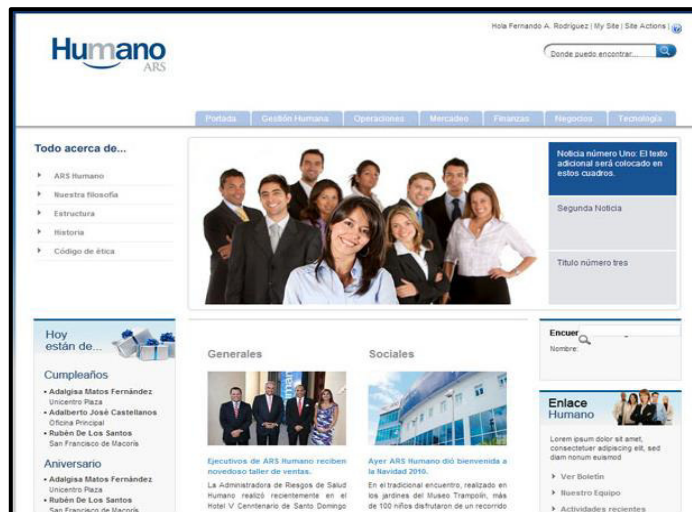 Hola Fernando A. Rodríguez | My Site | Site Actions |
Humano
ARS
Donde puedo encontrar...
Portada
Gestión Humana
Operaciones
Mercadeo
Finanzas
Negocios
Tecnología
Todo acerca de...
ARS Humano
Nuestra filosofía
Estructura
Historia
Código de ética
Noticia número Uno: El texto
adicional será colocado en
estos cuadros.
Segunda Noticia
Titulo número tres
Hoy
están de...
Cumpleaños
• Adalgisa Matos Fernández
Unicentro Plaza
• Adalberto José Castellanos
Oficina Principal
• Rubén De Los Santos
San Francisco de Macorís
Aniversario
• Adalgisa Matos Fernández
Unicentro Plaza
• Rubén De Los Santos
San Francisco de Macorís
Generales
Ejecutivos de ARS Humano reciben
novedoso taller de ventas.
La Administradora de Riesgos de Salud
Humano realizó recientemente en el
Hotel V Cenntenario de Santo Domingo
Sociales
Ayer ARS Humano dió bienvenida a
la Navidad 2010.
En el tradicional encuentro, realizado en
los jardines del Museo Trampolín, más
de 100 niños disfrutaron de un recorrido
Encuer
Nombre:
Enlace
Humano
Lorem ipsum dolor sit amet,
consectetuer adipiscing elit, sed
diam nonum euismod
Ver Boletín
Nuestro Equipo
Actividades recientes